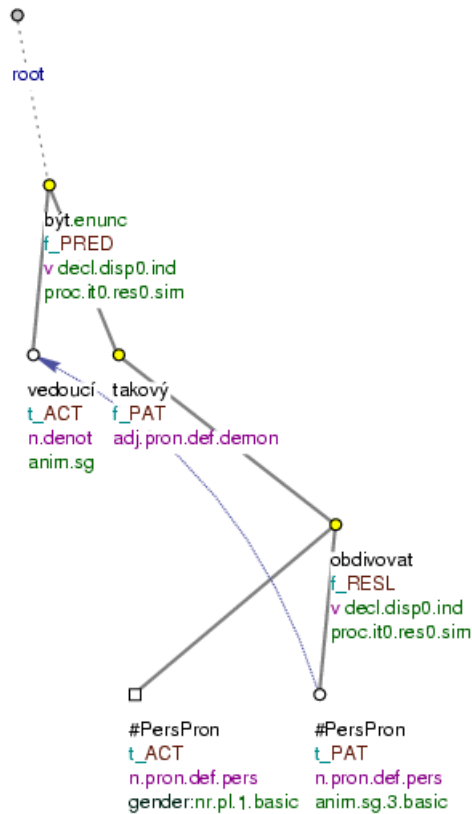 root
být.enunc
f_PRED
v decl.disp0.ind
proc.it0.res0.sim
vedoucí
t_ACT
n.denot
anim.sg
takový
f_PAT
adj.pron.def.demon
obdivovat
f_RESL
v decl.disp0.ind
proc.it0.res0.sim
#PersPron
t_ACT
n.pron.def.pers
gender:nr.pl.1.basic
#PersPron
t_PAT
n.pron.def.pers
anim.sg.3.basic